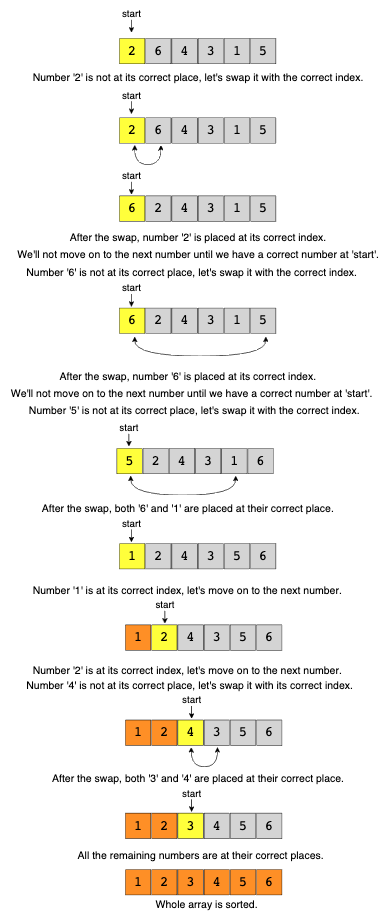 start
2 6 4 3 1 5
Number '2' is not at its correct place, let's swap it with the correct index.
start
2 6 4 3 1 5
start
6 2 4 3 1 5
After the swap, number '2' is placed at its correct index.
We'll not move on to the next number until we have a correct number at 'start'.
Number '6' is not at its correct place, let's swap it with the correct index.
start
6 2 4 3 1 5
After the swap, number '6' is placed at its correct index.
We'll not move on to the next number until we have a correct number at 'start'.
Number '5' is not at its correct place, let's swap it with the correct index.
start
5 2 4 3 1 6
After the swap, both '6' and '1' are placed at their correct place.
start
1 2 4 3 5 6
Number '1' is at its correct index, let's move on to the next number.
start
1 2 4 3 5 6
Number '2' is at its correct index, let's move on to the next number.
Number '4' is not at its correct place, let's swap it with its correct index.
start
1 2 4 3 5 6
After the swap, both '3' and '4' are placed at their correct place.
start
1 2 3 4 5 6
All the remaining numbers are at their correct places.
1 2 3 4 5 6
Whole array is sorted.